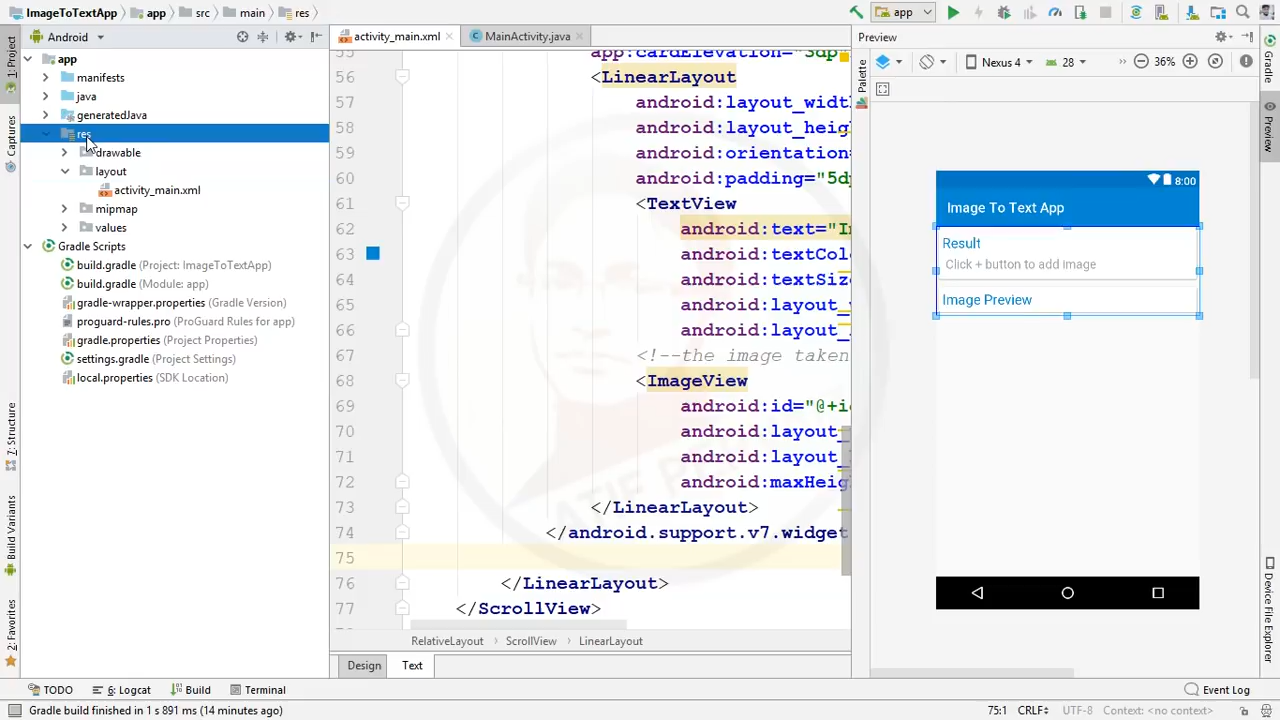 ImageToTextApp app src main res
app
Android
activity_main.xml
MainActivity.java
Preview
1: Project
Captures
Z: Structure
Build Variants
2: Favorites
app
manifests
java
generatedJava
res
drawable
layout
activity_main.xml
mipmap
values
Gradle Scripts
build.gradle (Project: ImageToTextApp)
build.gradle (Module: app)
gradle-wrapper.properties (Gradle Version)
proguard-rules.pro (ProGuard Rules for app)
gradle.properties (Project Properties)
settings.gradle (Project Settings)
local.properties (SDK Location)
55 app:cardElevation="3dp
56 <LinearLayout
57 android:layout_widt
58 android:layout_heig
59 android:orientation=
60 android:padding="5d
61 <TextView
62 android:text="I
63 android:textCol
64 android:textSiz
65 android:layout_
66 android:layout_
67 <!--the image taken
68 <ImageView
69 android:id="@+i
70 android:layout_
71 android:layout_
72 android:maxHeig
73 </LinearLayout>
74 </android.support.v7.widget
75
76 </LinearLayout>
77 </ScrollView>
RelativeLayout ScrollView LinearLayout
Design Text
Palette
Nexus 4 28 36%
8:00
Image To Text App
Result
Click + button to add image
Image Preview
Gradle
Preview
Device File Explorer
TODO 6: Logcat Build Terminal Event Log
Gradle build finished in 1 s 891 ms (14 minutes ago) 75:1 CRLF UTF-8 Context: <no context>